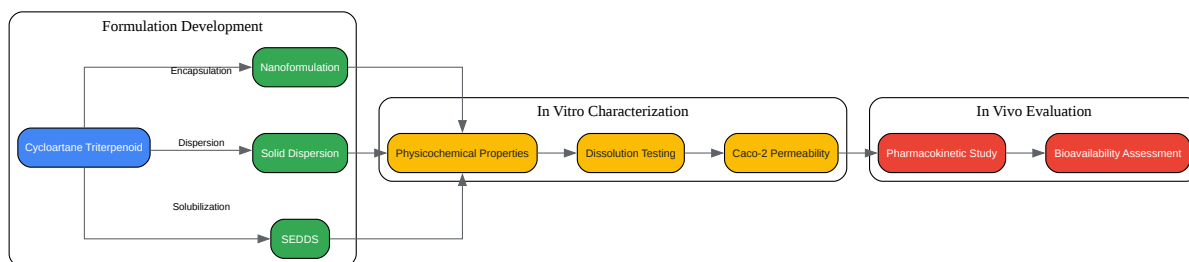 Formulation Development
Encapsulation
Nanoformulation
Cycloartane Triterpenoid
Dispersion
Solid Dispersion
Solubilization
SEDDS
In Vitro Characterization
Physicochemical Properties
Dissolution Testing
Caco-2 Permeability
In Vivo Evaluation
Pharmacokinetic Study
Bioavailability Assessment